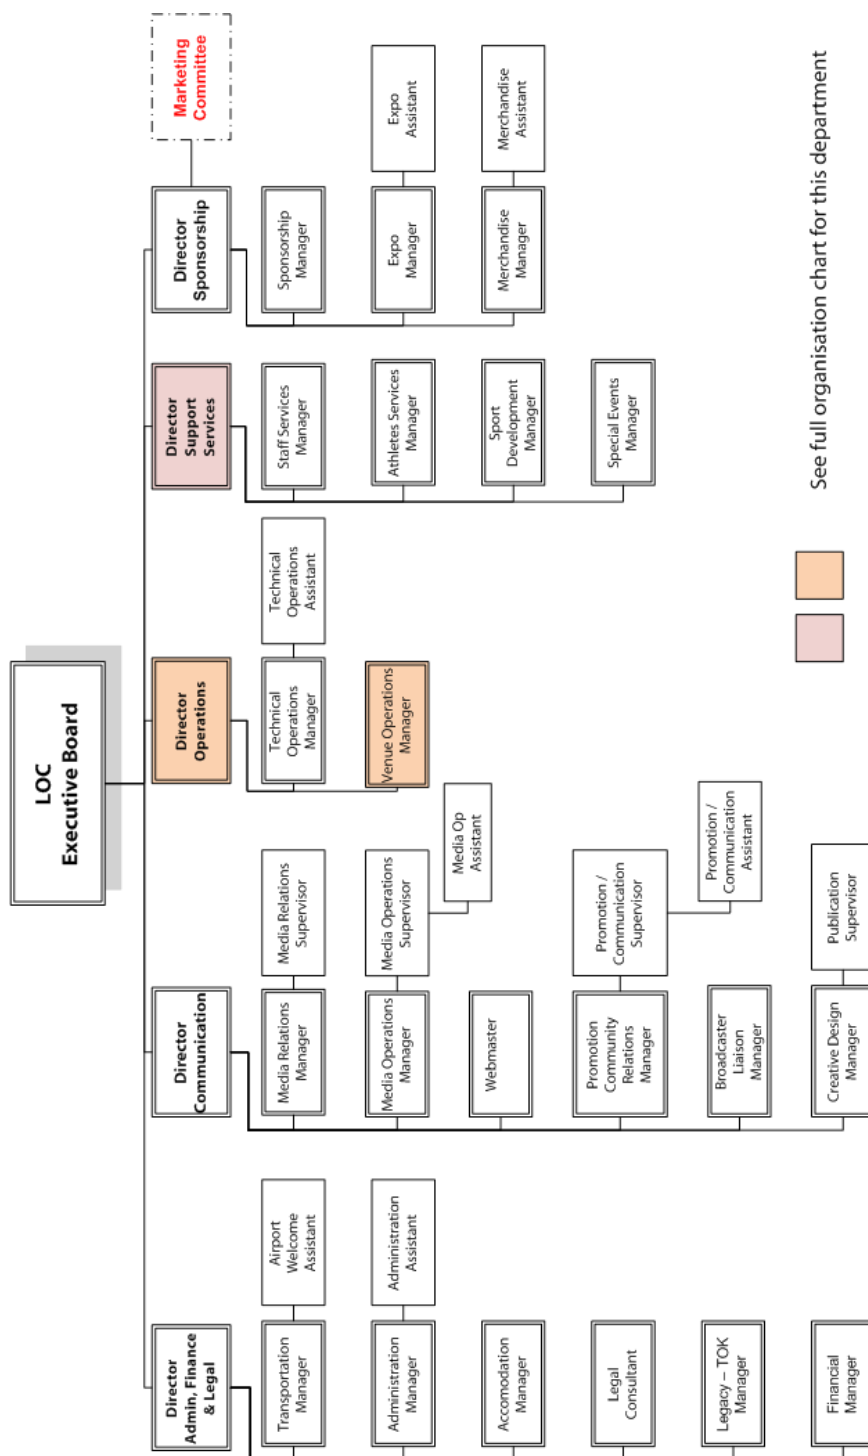 LOC
Executive Board
Director
Admin, Finance
& Legal
Transportation
Manager
Airport
Welcome
Assistant
Administration
Manager
Administration
Assistant
Accomodation
Manager
Legal
Consultant
Legacy – TOK
Manager
Financial
Manager
Director
Communication
Media Relations
Manager
Media Relations
Supervisor
Media Operations
Manager
Media Operations
Supervisor
Media Op
Assistant
Webmaster
Promotion
Community
Relations
Manager
Promotion /
Communication
Supervisor
Promotion /
Communication
Assistant
Broadcaster
Liaison
Manager
Creative Design
Manager
Publication
Supervisor
Director
Operations
Technical
Operations
Manager
Technical
Operations
Assistant
Venue Operations
Manager
Director
Support
Services
Staff Services
Manager
Athletes Services
Manager
Sport
Development
Manager
Special Events
Manager
Director
Sponsorship
Marketing
Committee
Sponsorship
Manager
Expo
Manager
Expo
Assistant
Merchandise
Manager
Merchandise
Assistant
See full organisation chart for this department